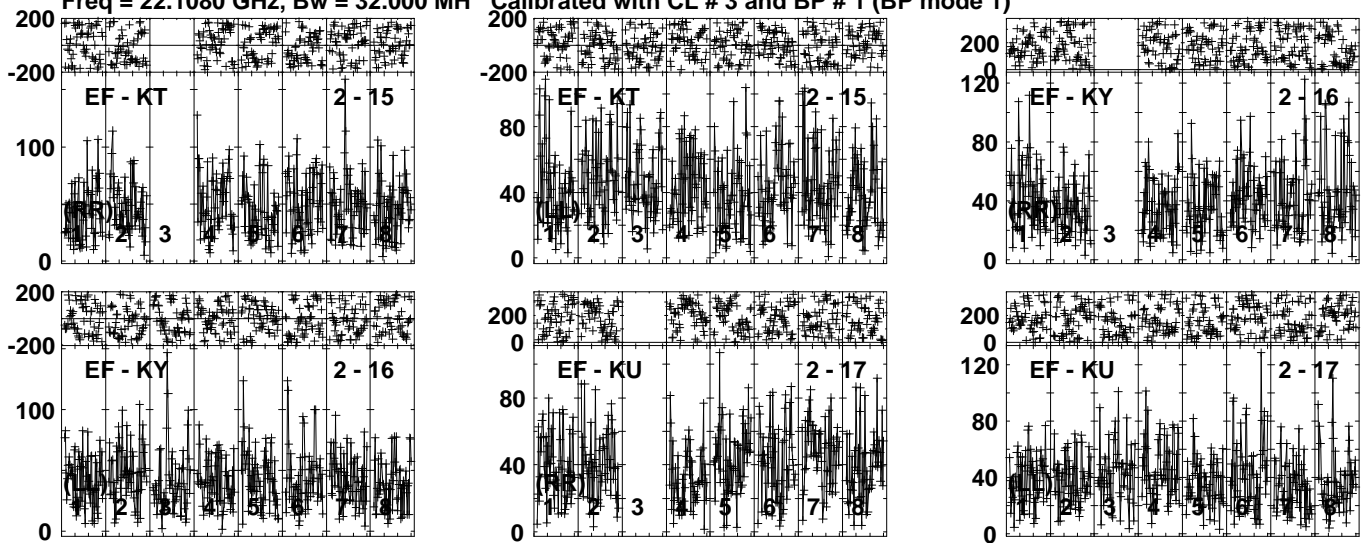 Freq = 22.1080 GHz, Bw = 32.000 MH Calibrated with CL # 3 and BP # 1 (BP mode 1)
200
-200
EF - KT 2 - 15
100
0
(RR)
1 2 3 4 5 6 7 8
200
-200
EF - KT 2 - 15
80
40
0
(LL)
1 2 3 4 5 6 7 8
200
0
120
EF - KY 2 - 16
80
40
0
(RR)
1 2 3 4 5 6 7 8
200
-200
EF - KY 2 - 16
100
0
(LL)
1 2 3 4 5 6 7 8
200
0
EF - KU 2 - 17
80
40
0
(RR)
1 2 3 4 5 6 7 8
200
0
120
EF - KU 2 - 17
80
40
0
(LL)
1 2 3 4 5 6 7 8